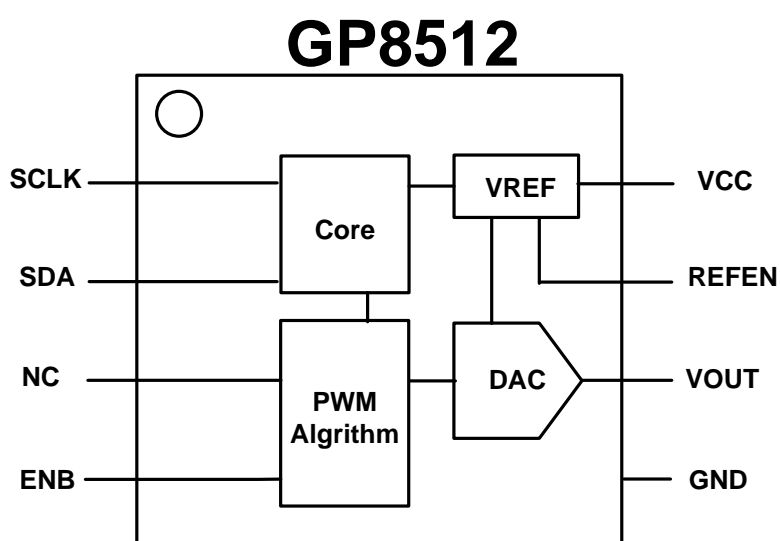 GP8512
SCLK
SDA
NC
ENB
Core
PWM
Algrithm
VREF
DAC
VCC
REFEN
VOUT
GND